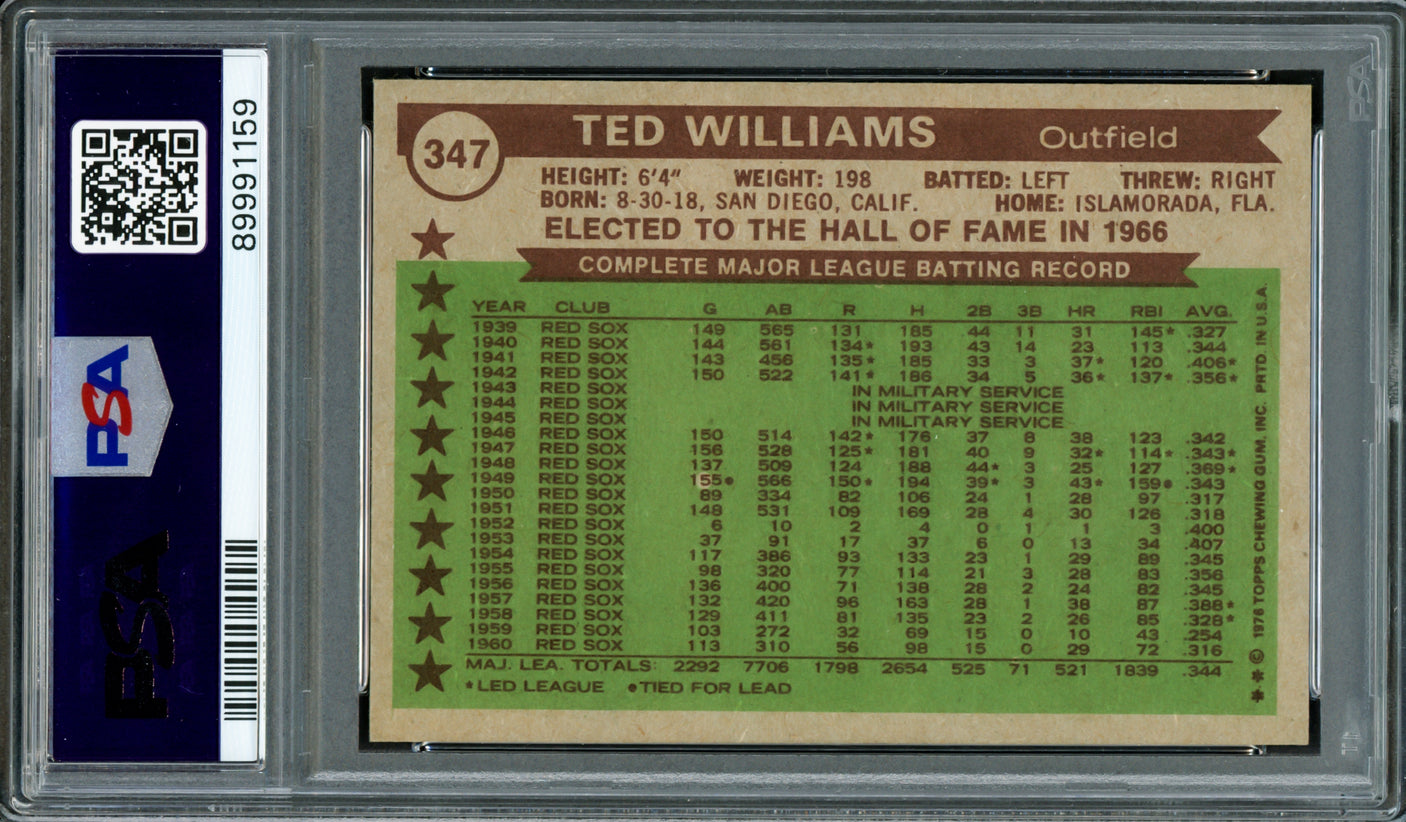 89991159
PSA
PSA
PSA
347
TED WILLIAMS Outfield
HEIGHT: 6'4" WEIGHT: 198 BATTED: LEFT THREW: RIGHT
BORN: 8-30-18, SAN DIEGO, CALIF. HOME: ISLAMORADA, FLA.
ELECTED TO THE HALL OF FAME IN 1966
COMPLETE MAJOR LEAGUE BATTING RECORD
YEAR CLUB G AB R H 2B 3B HR RBI AVG.
1939 RED SOX 149 565 131 185 44 11 31 145* .327
1940 RED SOX 144 561 134* 193 43 14 23 113 .344
1941 RED SOX 143 456 135* 185 33 3 37* 120 .406*
1942 RED SOX 150 522 141* 186 34 5 36* 137* .356*
1943 RED SOX IN MILITARY SERVICE
1944 RED SOX IN MILITARY SERVICE
1945 RED SOX IN MILITARY SERVICE
1946 RED SOX 150 514 142* 176 37 8 38 123 .342
1947 RED SOX 156 528 125* 181 40 9 32* 114* .343*
1948 RED SOX 137 509 124 188 44* 3 25 127 .369*
1949 RED SOX 155● 566 150* 194 39* 3 43* 159● .343
1950 RED SOX 89 334 82 106 24 1 28 97 .317
1951 RED SOX 148 531 109 169 28 4 30 126 .318
1952 RED SOX 6 10 2 4 0 1 1 3 .400
1953 RED SOX 37 91 17 37 6 0 13 34 .407
1954 RED SOX 117 386 93 133 23 1 29 89 .345
1955 RED SOX 98 320 77 114 21 3 28 83 .356
1956 RED SOX 136 400 71 138 28 2 24 82 .345
1957 RED SOX 132 420 96 163 28 1 38 87 .388*
1958 RED SOX 129 411 81 135 23 2 26 85 .328*
1959 RED SOX 103 272 32 69 15 0 10 43 .254
1960 RED SOX 113 310 56 98 15 0 29 72 .316
MAJ. LEA. TOTALS: 2292 7706 1798 2654 525 71 521 1839 .344
*LED LEAGUE ●TIED FOR LEAD
** © 1976 TOPPS CHEWING GUM, INC. PRTD. IN U.S.A.